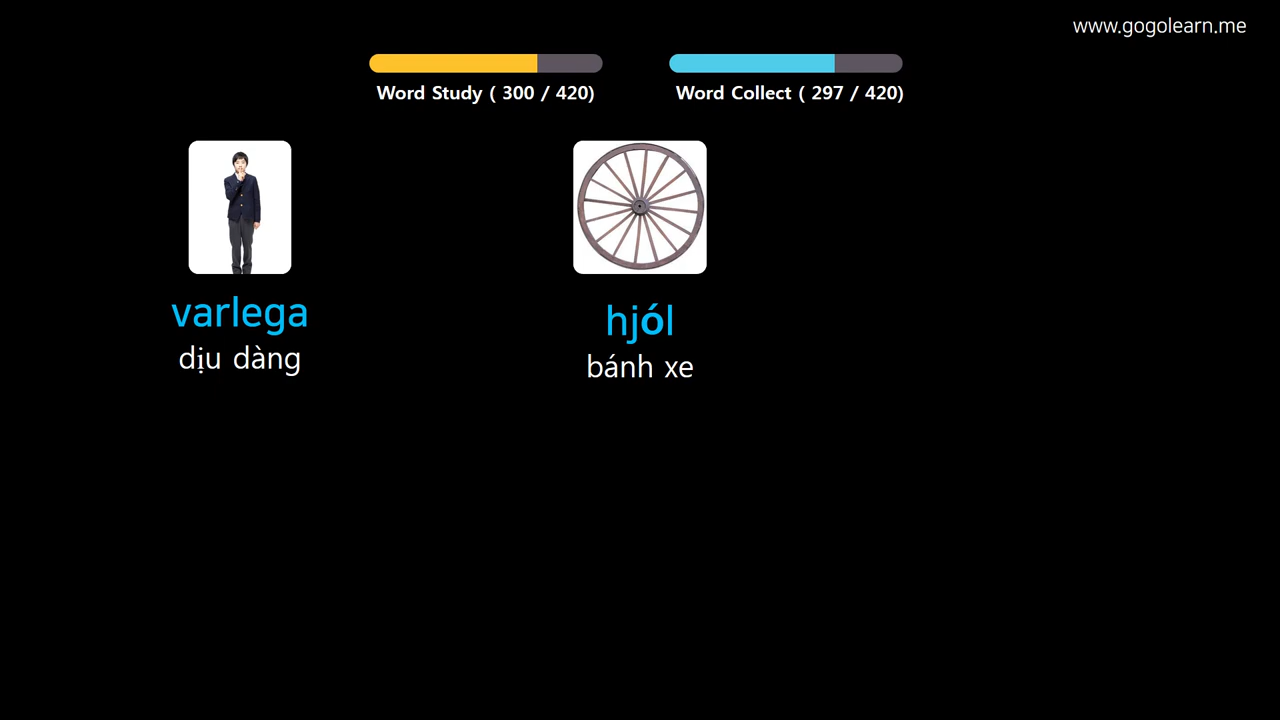 www.gogolearn.me
Word Study ( 300 / 420)
Word Collect ( 297 / 420)
varlega
dịu dàng
hjól
bánh xe